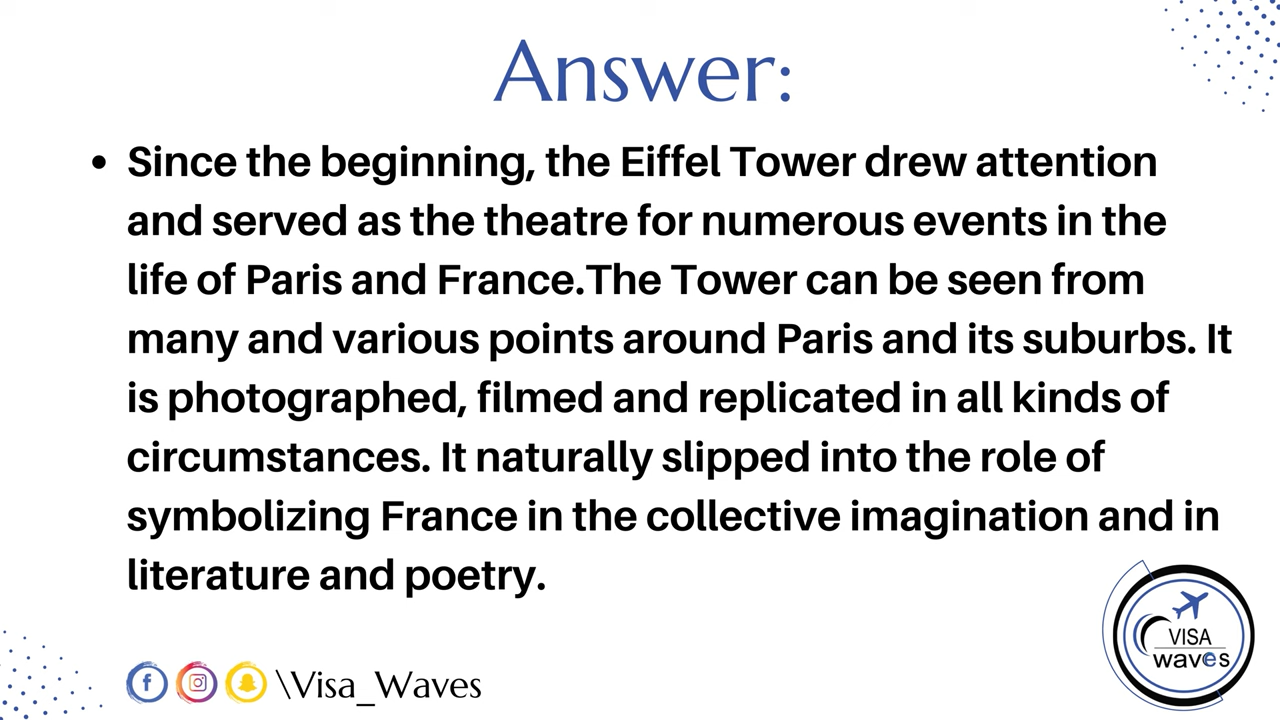 Answer:
• Since the beginning, the Eiffel Tower drew attention
and served as the theatre for numerous events in the
life of Paris and France.The Tower can be seen from
many and various points around Paris and its suburbs. It
is photographed, filmed and replicated in all kinds of
circumstances. It naturally slipped into the role of
symbolizing France in the collective imagination and in
literature and poetry.
VISA
waves
\Visa_Waves